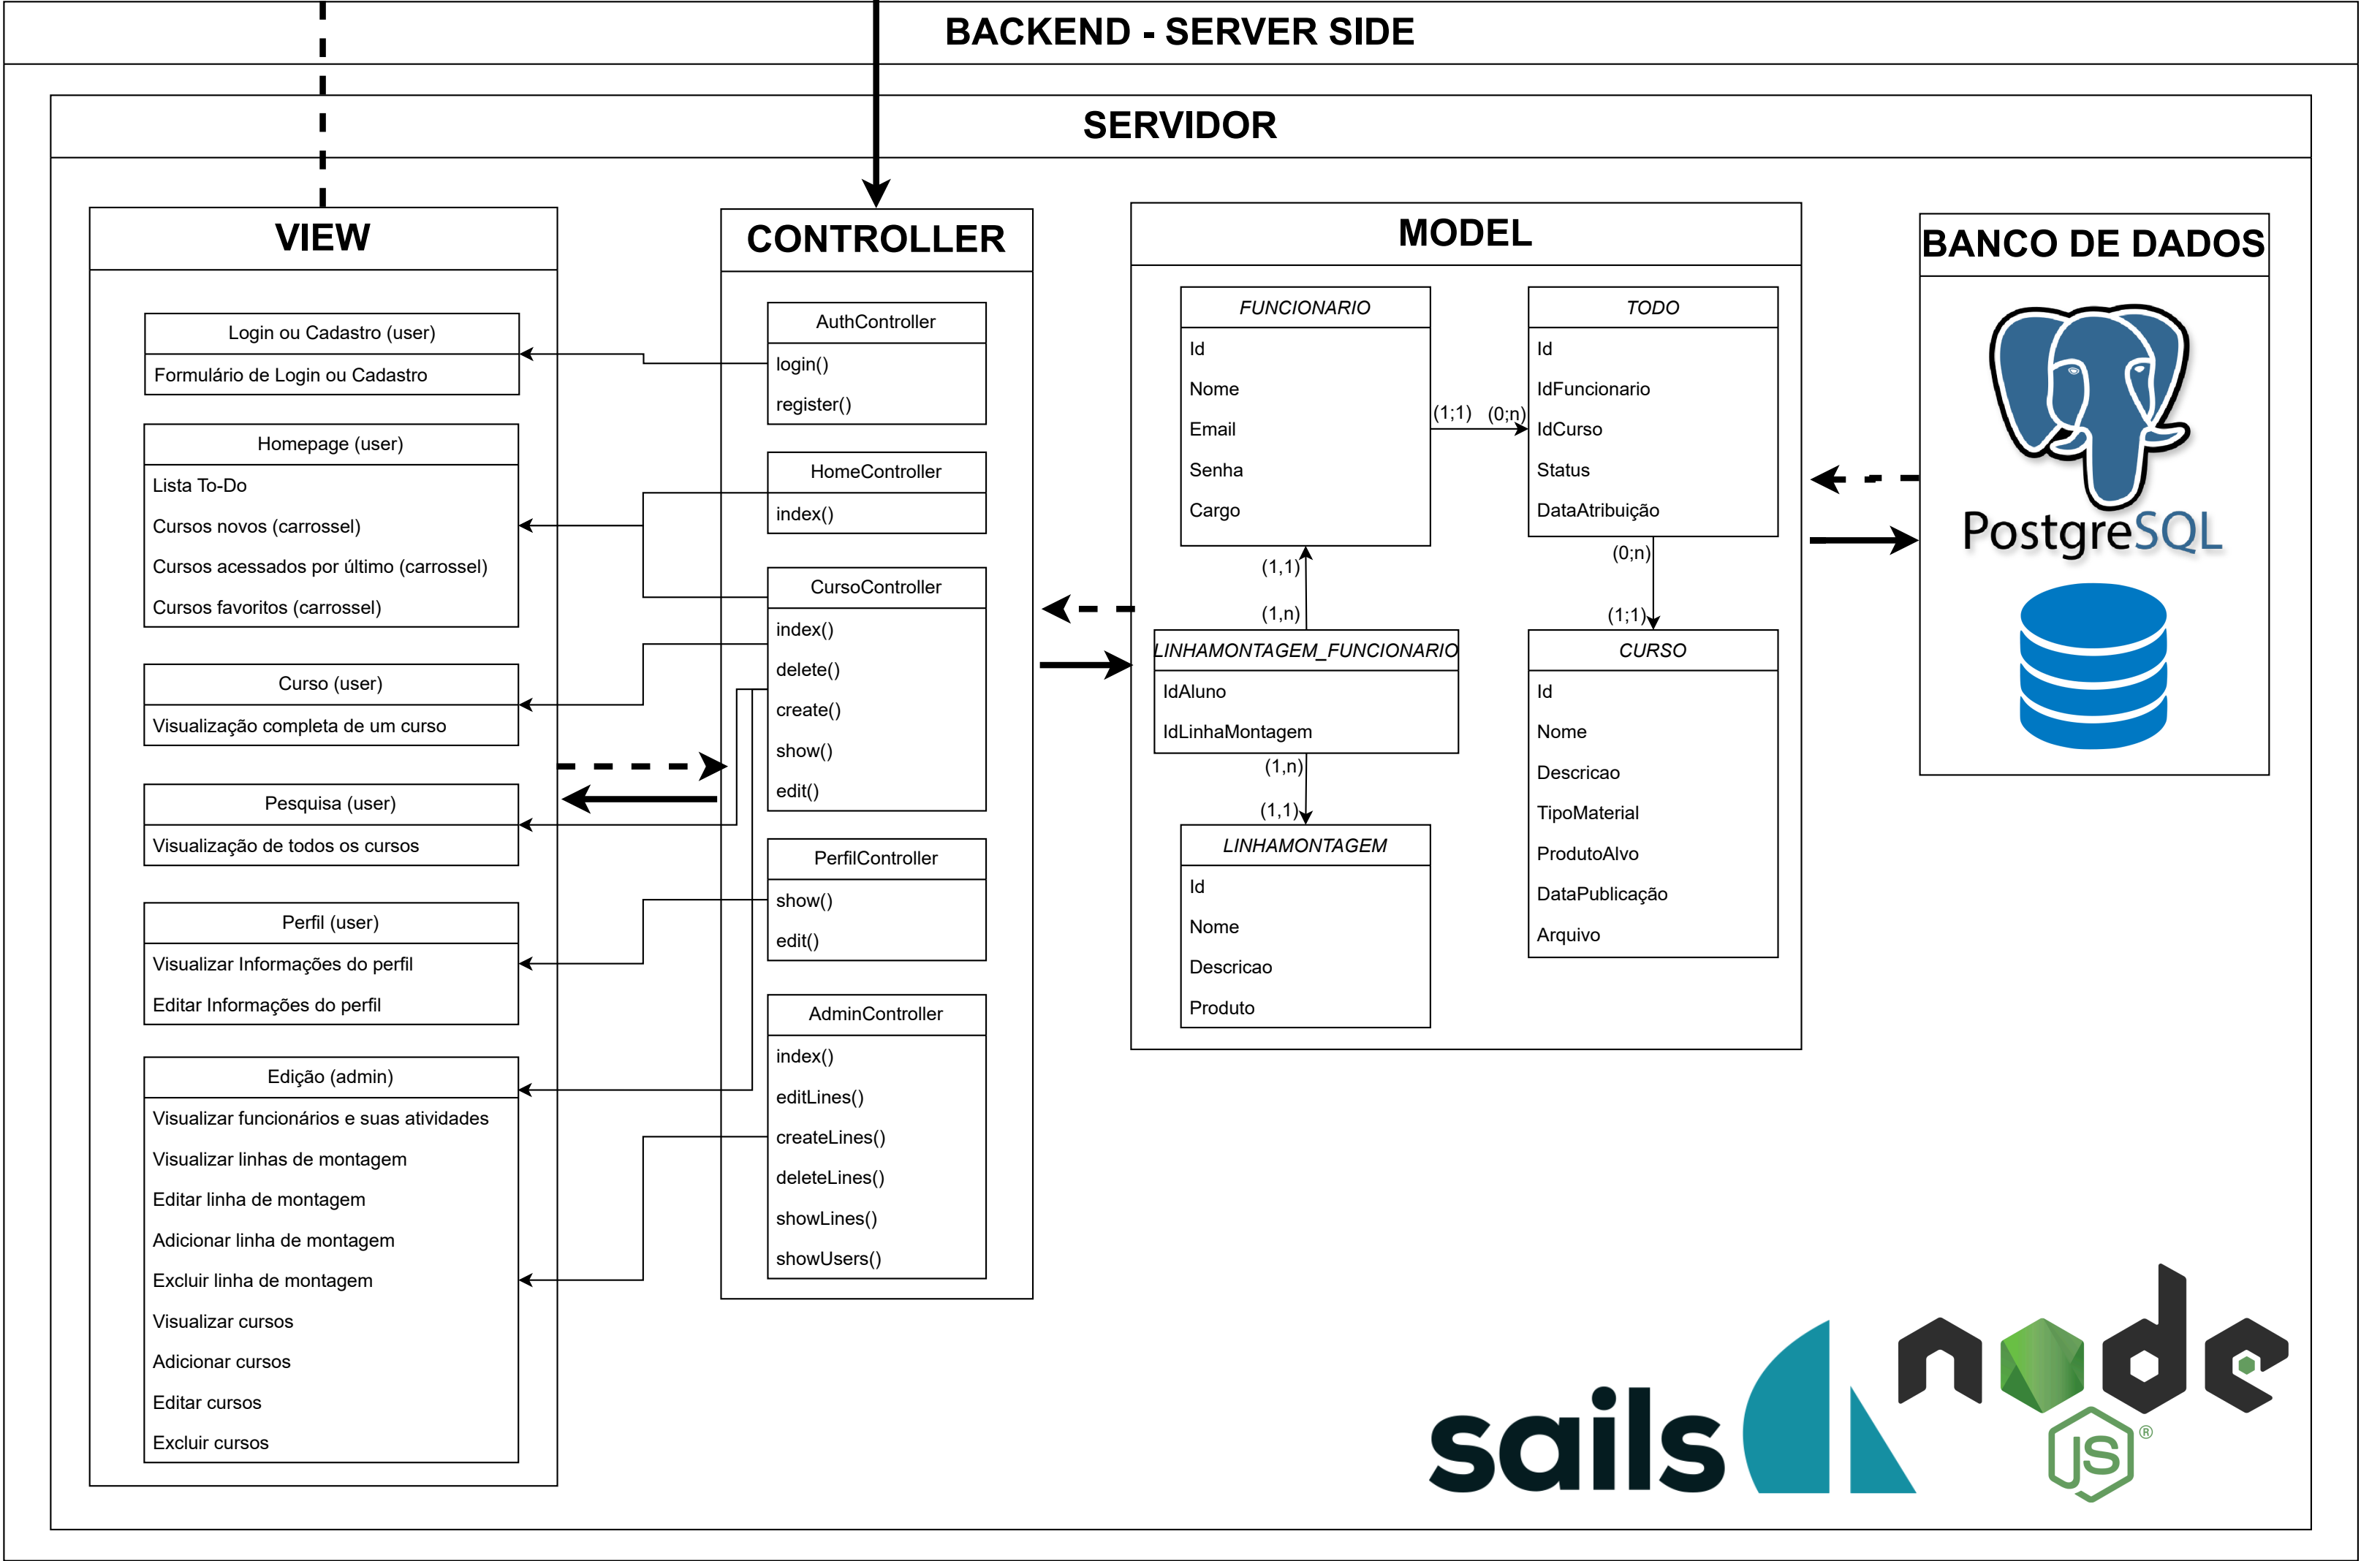 BACKEND - SERVER SIDE
SERVIDOR
VIEW
Login ou Cadastro (user)
Formulário de Login ou Cadastro
Homepage (user)
Lista To-Do
Cursos novos (carrossel)
Cursos acessados por último (carrossel)
Cursos favoritos (carrossel)
Curso (user)
Visualização completa de um curso
Pesquisa (user)
Visualização de todos os cursos
Perfil (user)
Visualizar Informações do perfil
Editar Informações do perfil
Edição (admin)
Visualizar funcionários e suas atividades
Visualizar linhas de montagem
Editar linha de montagem
Adicionar linha de montagem
Excluir linha de montagem
Visualizar cursos
Adicionar cursos
Editar cursos
Excluir cursos
CONTROLLER
AuthController
login()
register()
HomeController
index()
CursoController
index()
delete()
create()
show()
edit()
PerfilController
show()
edit()
AdminController
index()
editLines()
createLines()
deleteLines()
showLines()
showUsers()
MODEL
FUNCIONARIO
Id
Nome
Email
Senha
Cargo
(1;1) (0;n)
TODO
Id
IdFuncionario
IdCurso
Status
DataAtribuição
(1,1)
(1,n)
(0;n)
(1;1)
LINHAMONTAGEM_FUNCIONARIO
IdAluno
IdLinhaMontagem
(1,n)
(1,1)
LINHAMONTAGEM
Id
Nome
Descricao
Produto
CURSO
Id
Nome
Descricao
TipoMaterial
ProdutoAlvo
DataPublicação
Arquivo
BANCO DE DADOS
PostgreSQL
sails
node
JS ®